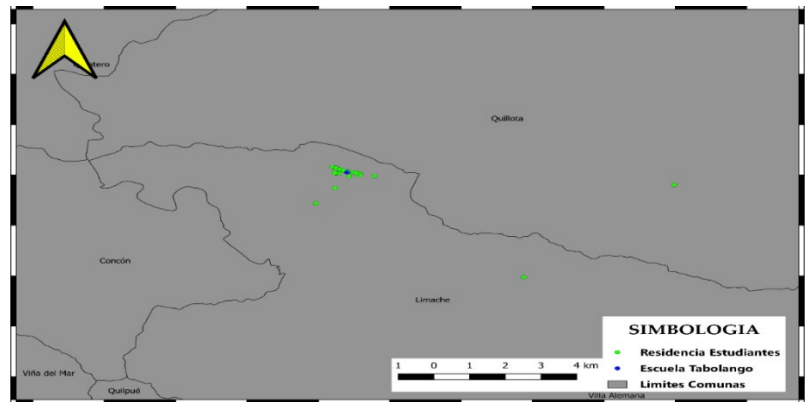 Quillota
Concón
Limache
Viña del Mar
Quilpué
Villa Alemana
1 0 1 2 3 4 km
SIMBOLOGIA
Residencia Estudiantes
Escuela Tabolango
Limites Comunas